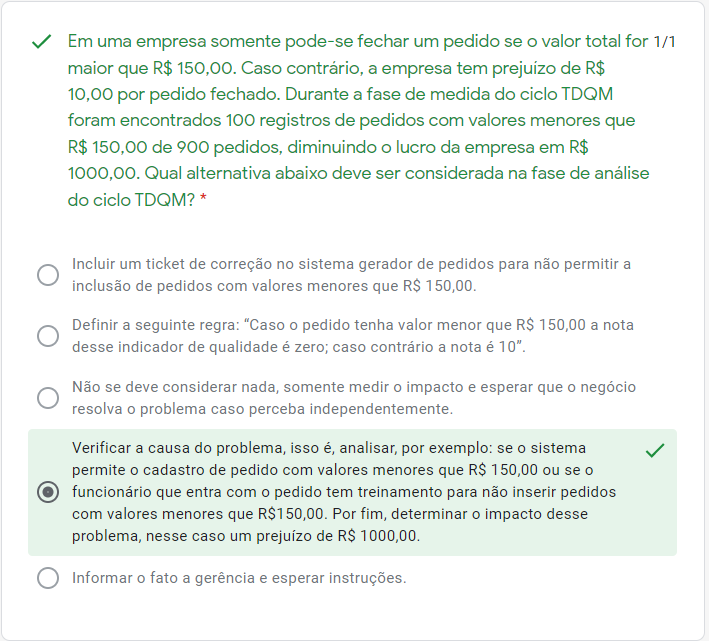 Em uma empresa somente pode-se fechar um pedido se o valor total for 1/1
maior que R$ 150,00. Caso contrário, a empresa tem prejuízo de R$
10,00 por pedido fechado. Durante a fase de medida do ciclo TDQM
foram encontrados 100 registros de pedidos com valores menores que
R$ 150,00 de 900 pedidos, diminuindo o lucro da empresa em R$
1000,00. Qual alternativa abaixo deve ser considerada na fase de análise
do ciclo TDQM? *
Incluir um ticket de correção no sistema gerador de pedidos para não permitir a
inclusão de pedidos com valores menores que R$ 150,00.
Definir a seguinte regra: “Caso o pedido tenha valor menor que R$ 150,00 a nota
desse indicador de qualidade é zero; caso contrário a nota é 10”.
Não se deve considerar nada, somente medir o impacto e esperar que o negócio
resolva o problema caso perceba independentemente.
Verificar a causa do problema, isso é, analisar, por exemplo: se o sistema
permite o cadastro de pedido com valores menores que R$ 150,00 ou se o
funcionário que entra com o pedido tem treinamento para não inserir pedidos
com valores menores que R$150,00. Por fim, determinar o impacto desse
problema, nesse caso um prejuízo de R$ 1000,00.
Informar o fato a gerência e esperar instruções.